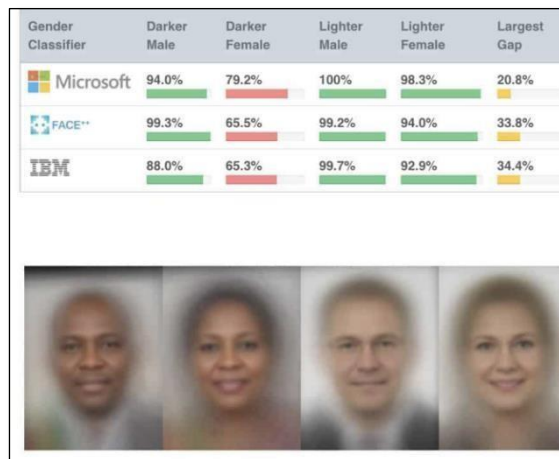 Gender Classifier Darker Male Darker Female Lighter Male Lighter Female Largest Gap
Microsoft 94.0% 79.2% 100% 98.3% 20.8%
FACE++ 99.3% 65.5% 99.2% 94.0% 33.8%
IBM 88.0% 65.3% 99.7% 92.9% 34.4%